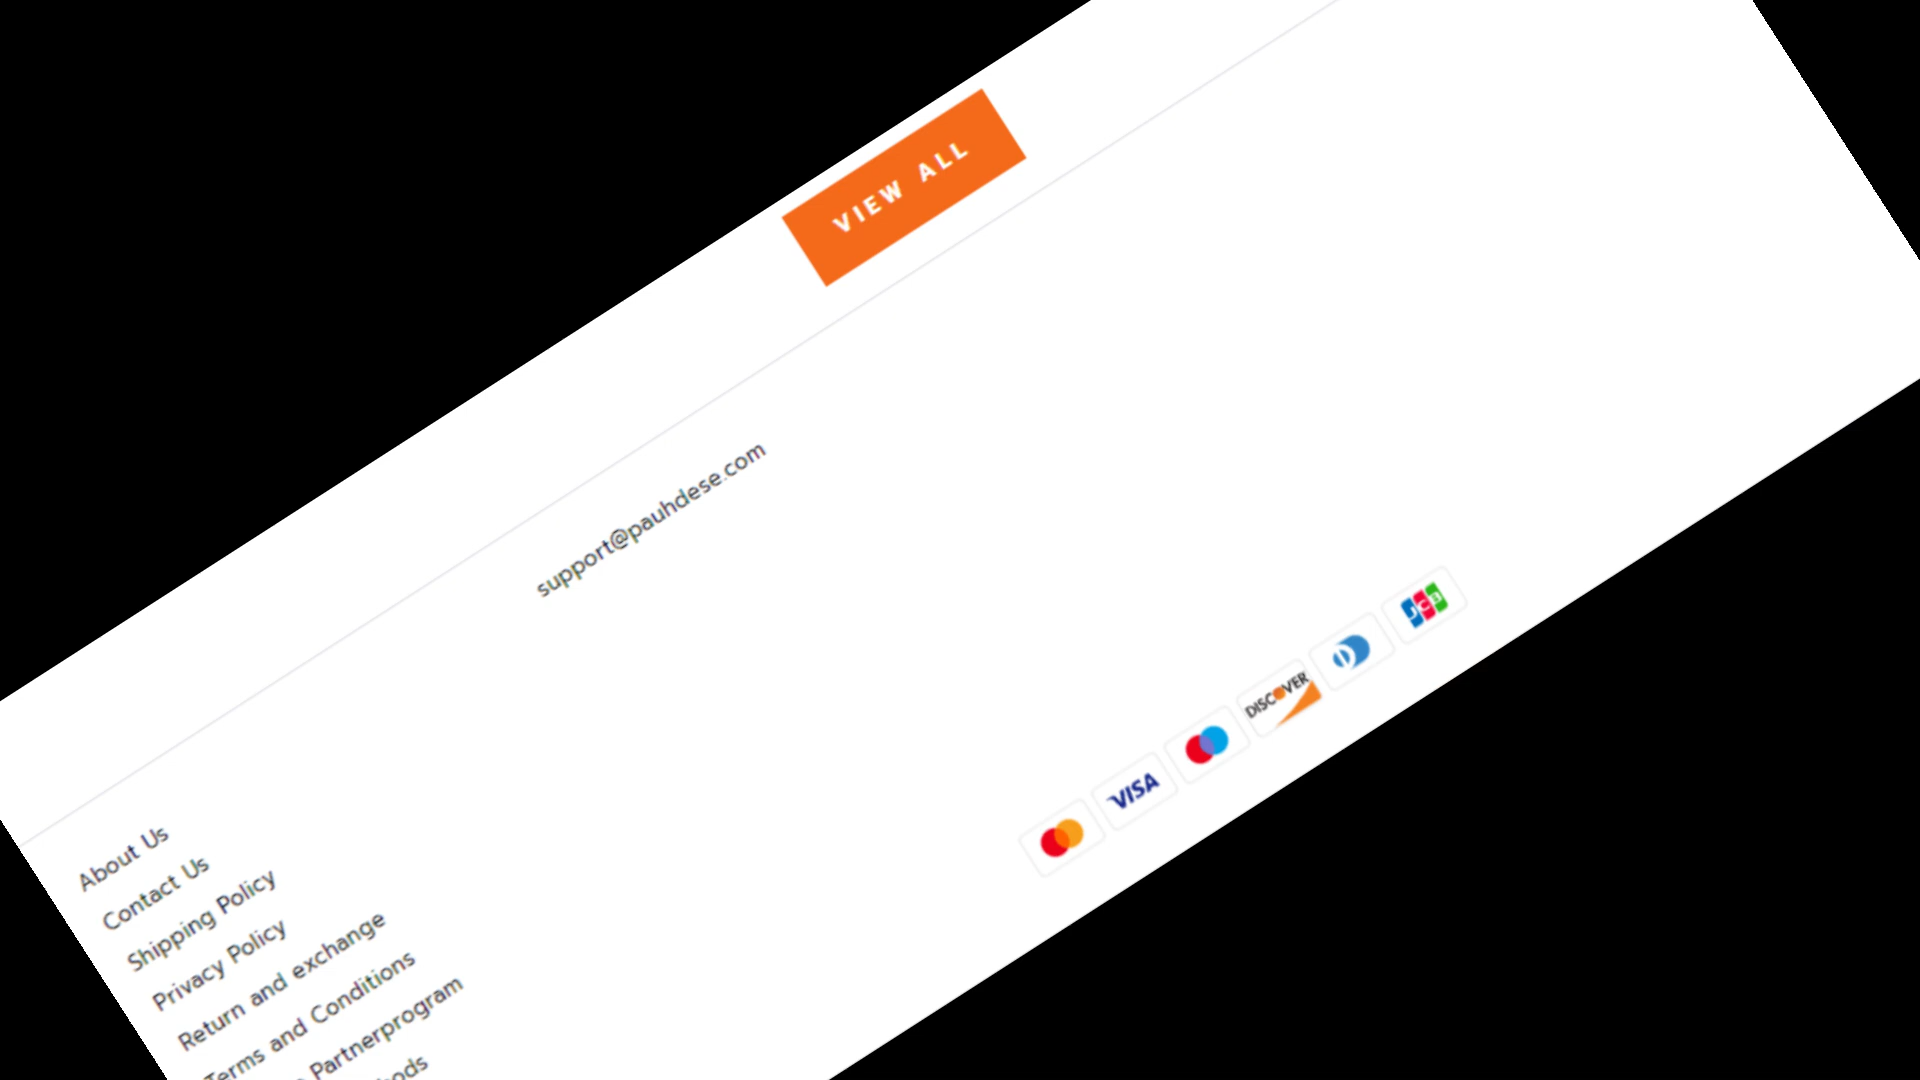 VIEW ALL
support@pauhdese.com
About Us
Contact Us
Shipping Policy
Privacy Policy
Return and exchange
Terms and Conditions
Partnerprogram
VISA
DISCOVER
JCB